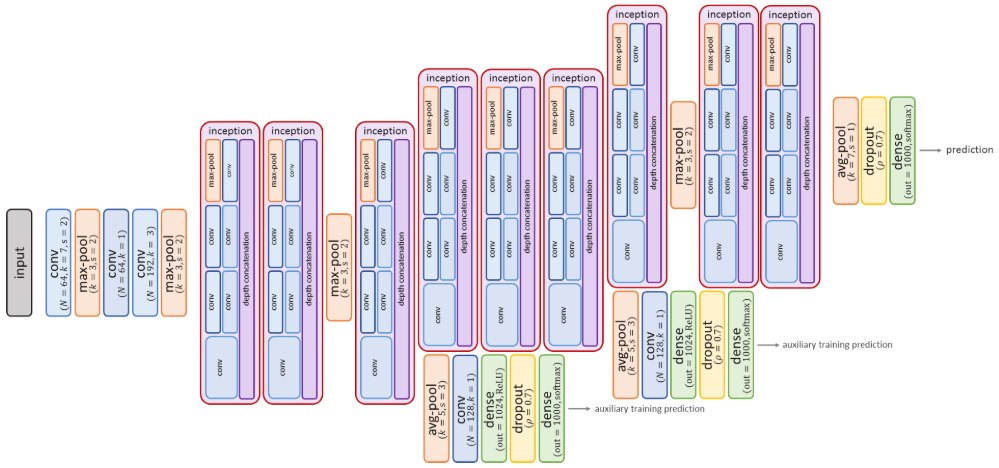 input
conv
(N = 64, k = 7, s = 2)
max-pool
(k = 3, s = 2)
conv
(N = 64, k = 1)
conv
(N = 192, k = 3)
max-pool
(k = 3, s = 2)
inception
max-pool
conv
conv
conv
conv
conv
conv
depth concatenation
inception
max-pool
conv
conv
conv
conv
conv
conv
depth concatenation
max-pool
(k = 3, s = 2)
inception
max-pool
conv
conv
conv
conv
conv
conv
depth concatenation
inception
max-pool
conv
conv
conv
conv
conv
conv
depth concatenation
inception
max-pool
conv
conv
conv
conv
conv
conv
depth concatenation
inception
max-pool
conv
conv
conv
conv
conv
conv
depth concatenation
inception
max-pool
conv
conv
conv
conv
conv
conv
depth concatenation
max-pool
(k = 3, s = 2)
inception
max-pool
conv
conv
conv
conv
conv
conv
depth concatenation
inception
max-pool
conv
conv
conv
conv
conv
conv
depth concatenation
avg-pool
(k = 7, s = 1)
dropout
(ρ = 0.7)
dense
(out = 1000, softmax)
prediction
avg-pool
(k = 5, s = 3)
conv
(N = 128, k = 1)
dense
(out = 1024, ReLU)
dropout
(ρ = 0.7)
dense
(out = 1000, softmax)
auxiliary training prediction
avg-pool
(k = 5, s = 3)
conv
(N = 128, k = 1)
dense
(out = 1024, ReLU)
dropout
(ρ = 0.7)
dense
(out = 1000, softmax)
auxiliary training prediction